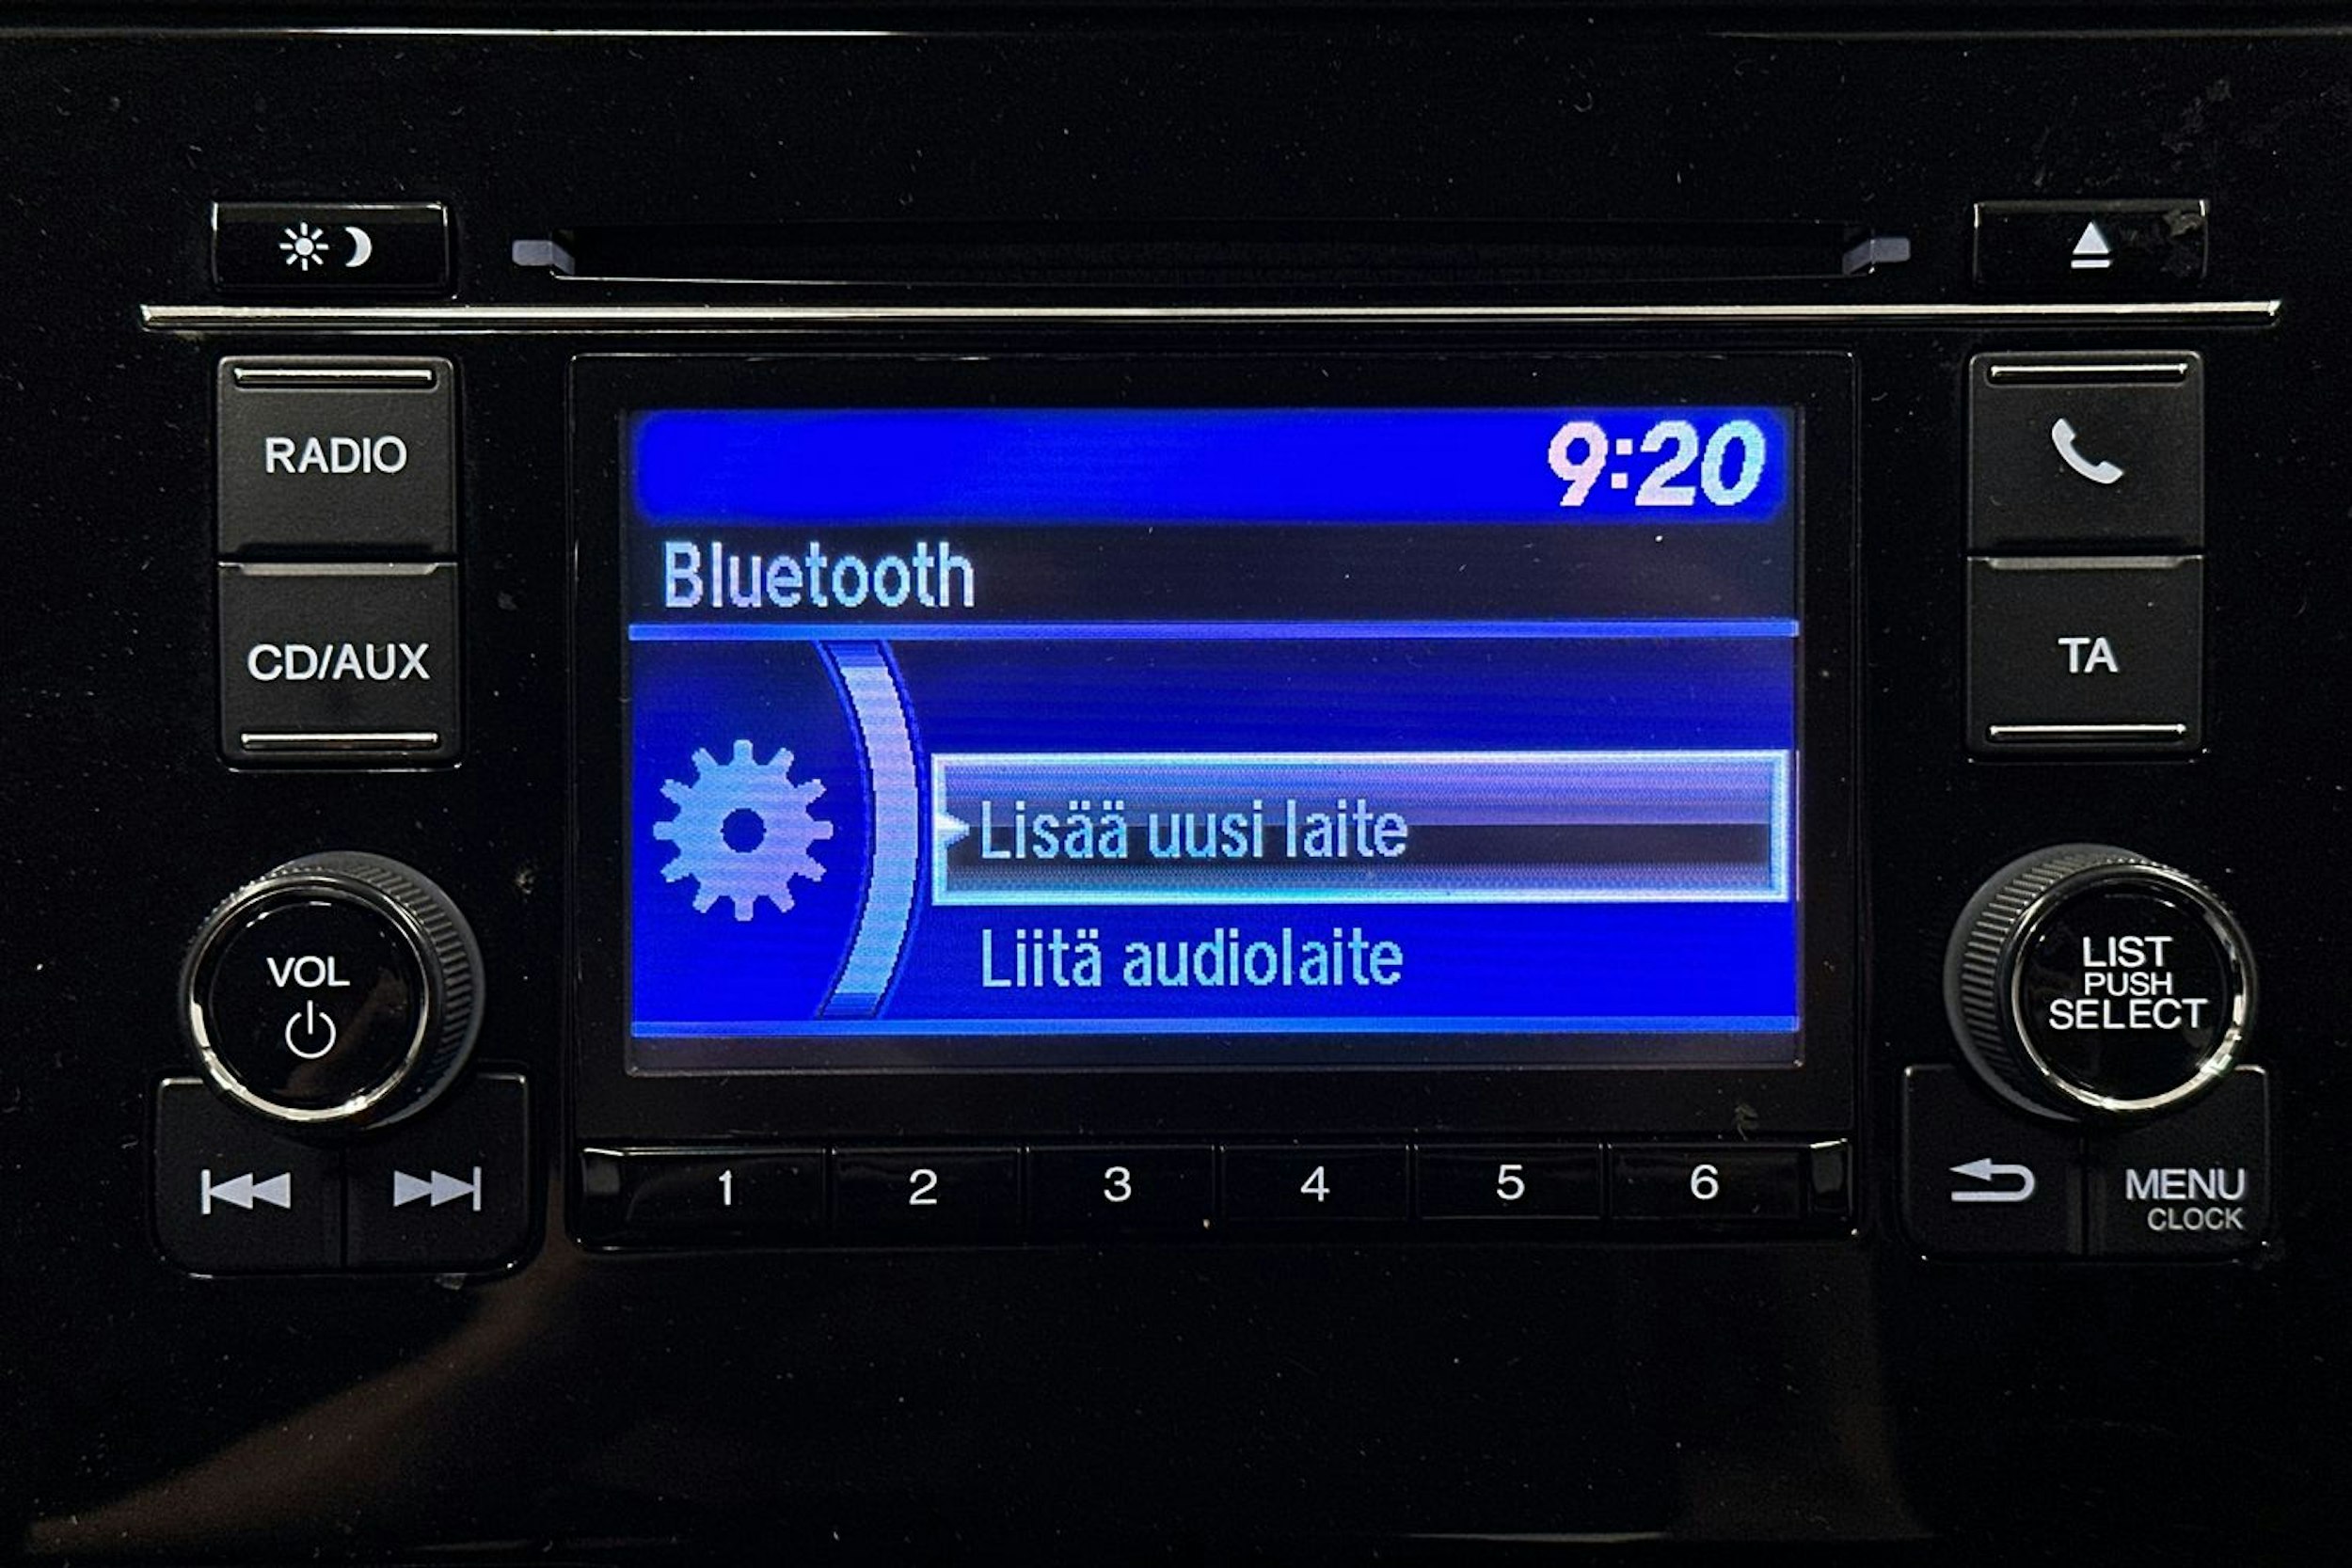 RADIO
CD/AUX
VOL
9:20
Bluetooth
Lisää uusi laite
Liitä audiolaite
1 2 3 4 5 6
TA
LIST
PUSH
SELECT
MENU
CLOCK